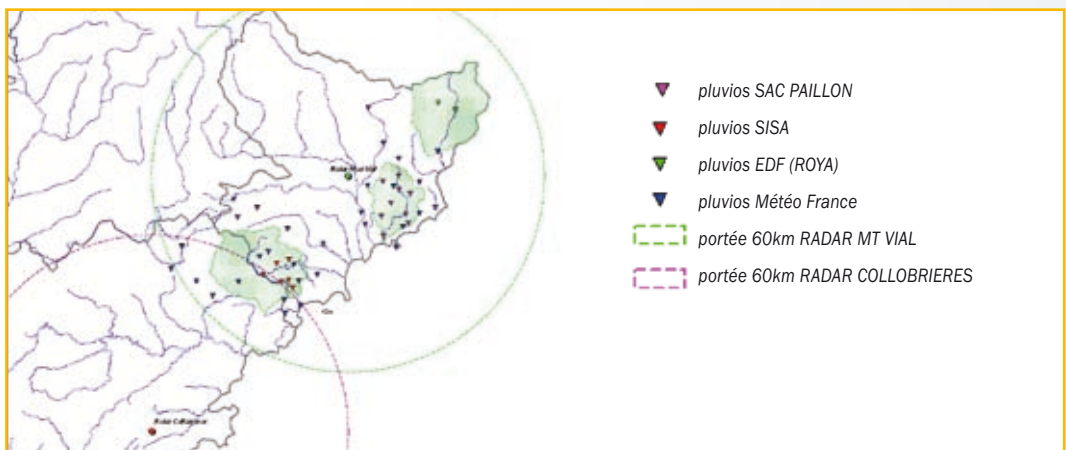 pluvios SAC PAILLON
pluvios SISA
pluvios EDF (ROYA)
pluvios Météo France
portée 60km RADAR MT VIAL
portée 60km RADAR COLLOBRIERES